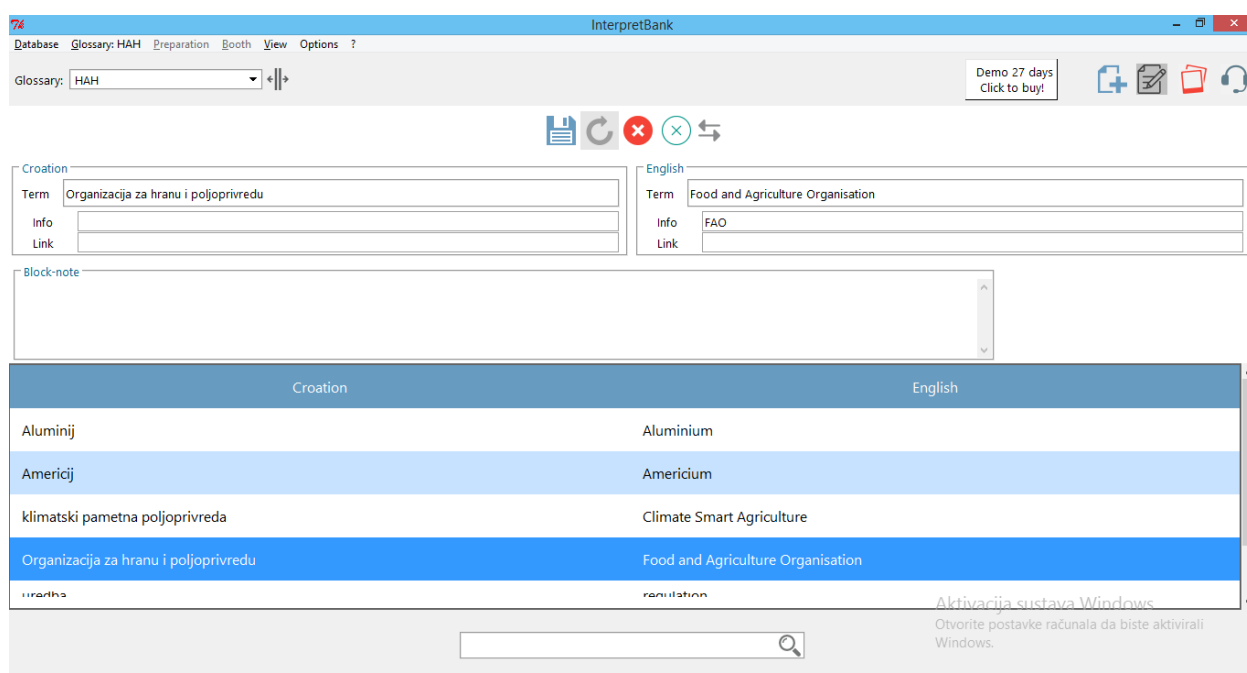 InterpretBank
Database Glossary: HAH Preparation Booth View Options ?
Glossary: HAH
Demo 27 days
Click to buy!
Croation
Term Organizacija za hranu i poljoprivredu
Info
Link
English
Term Food and Agriculture Organisation
Info FAO
Link
Block-note
Croation English
Aluminij Aluminium
Americij Americium
klimatski pametna poljoprivreda Climate Smart Agriculture
Organizacija za hranu i poljoprivredu Food and Agriculture Organisation
uredba regulation
Aktivacija sustava Windows
Otvorite postavke računala da biste aktivirali
Windows.